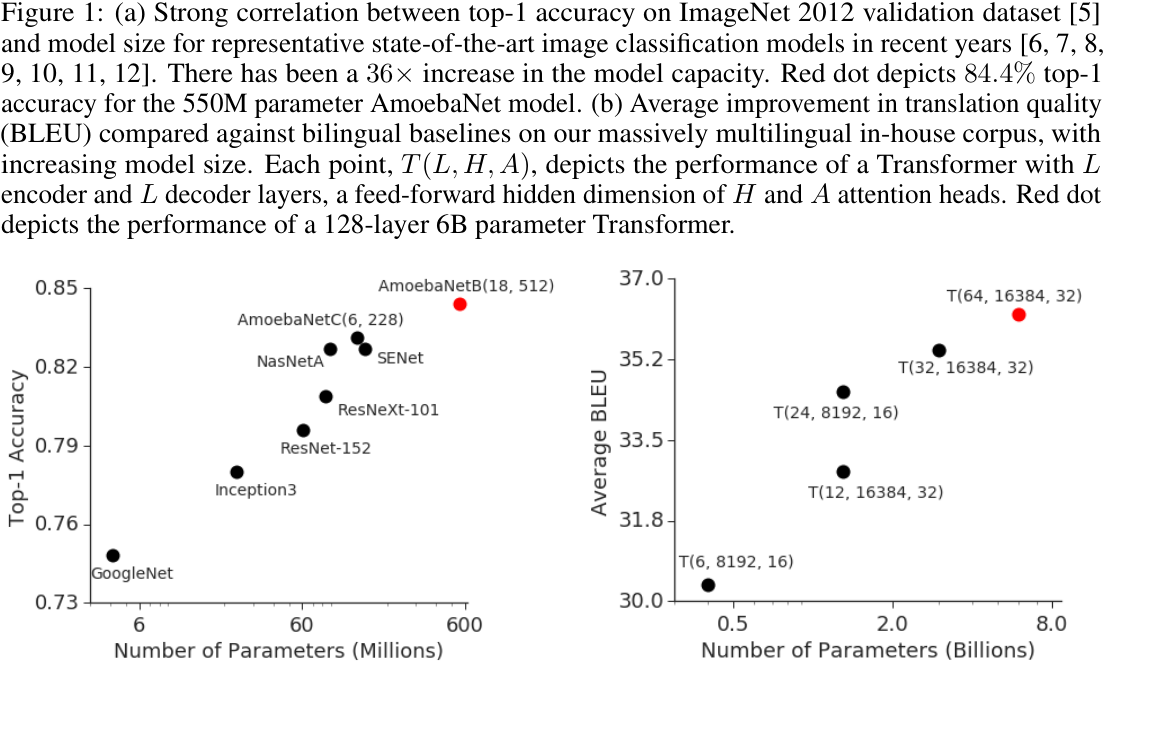 Figure 1: (a) Strong correlation between top-1 accuracy on ImageNet 2012 validation dataset [5]
and model size for representative state-of-the-art image classification models in recent years [6, 7, 8,
9, 10, 11, 12]. There has been a 36× increase in the model capacity. Red dot depicts 84.4% top-1
accuracy for the 550M parameter AmoebaNet model. (b) Average improvement in translation quality
(BLEU) compared against bilingual baselines on our massively multilingual in-house corpus, with
increasing model size. Each point, T(L, H, A), depicts the performance of a Transformer with L
encoder and L decoder layers, a feed-forward hidden dimension of H and A attention heads. Red dot
depicts the performance of a 128-layer 6B parameter Transformer.
Top-1 Accuracy
0.85
0.82
0.79
0.76
0.73
AmoebaNetB(18, 512)
AmoebaNetC(6, 228)
NasNetA
SENet
ResNeXt-101
ResNet-152
Inception3
GoogleNet
6
60
600
Number of Parameters (Millions)
Average BLEU
37.0
35.2
33.5
31.8
30.0
T(64, 16384, 32)
T(32, 16384, 32)
T(24, 8192, 16)
T(12, 16384, 32)
T(6, 8192, 16)
0.5
2.0
8.0
Number of Parameters (Billions)